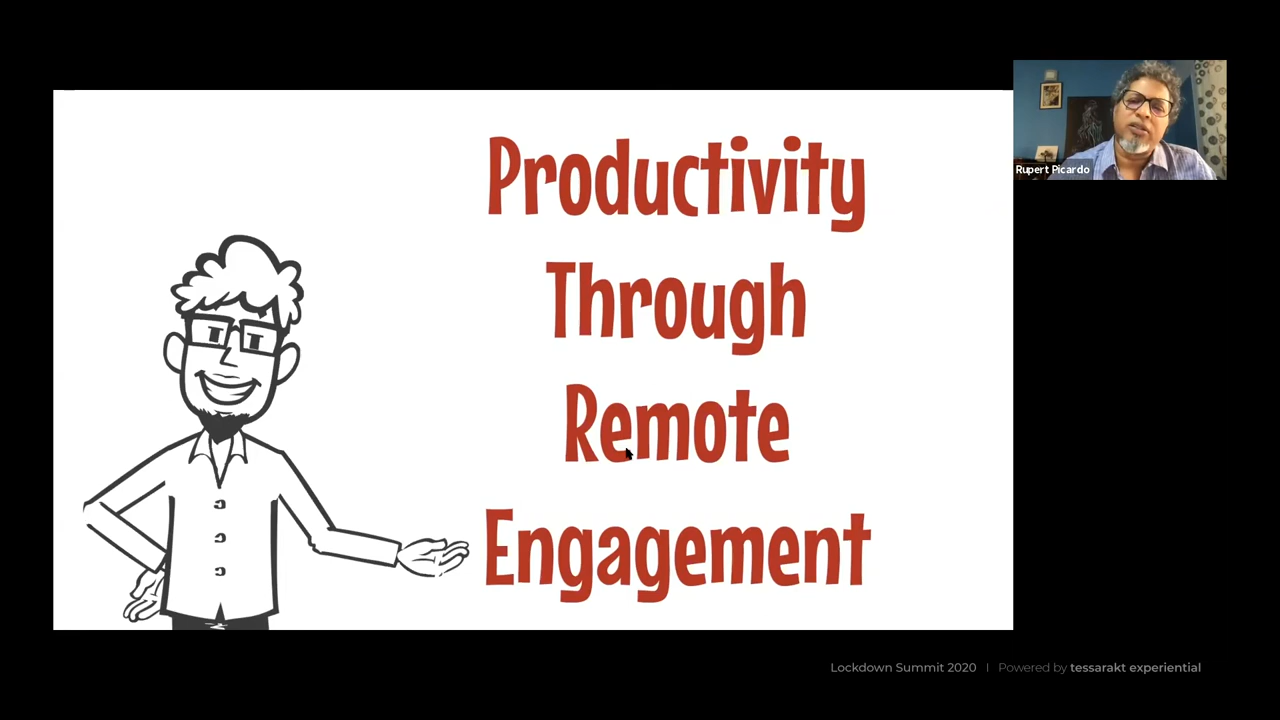 Productivity
Through
Remote
Engagement
Rupert Picardo
Lockdown Summit 2020 | Powered by tessarakt experiential